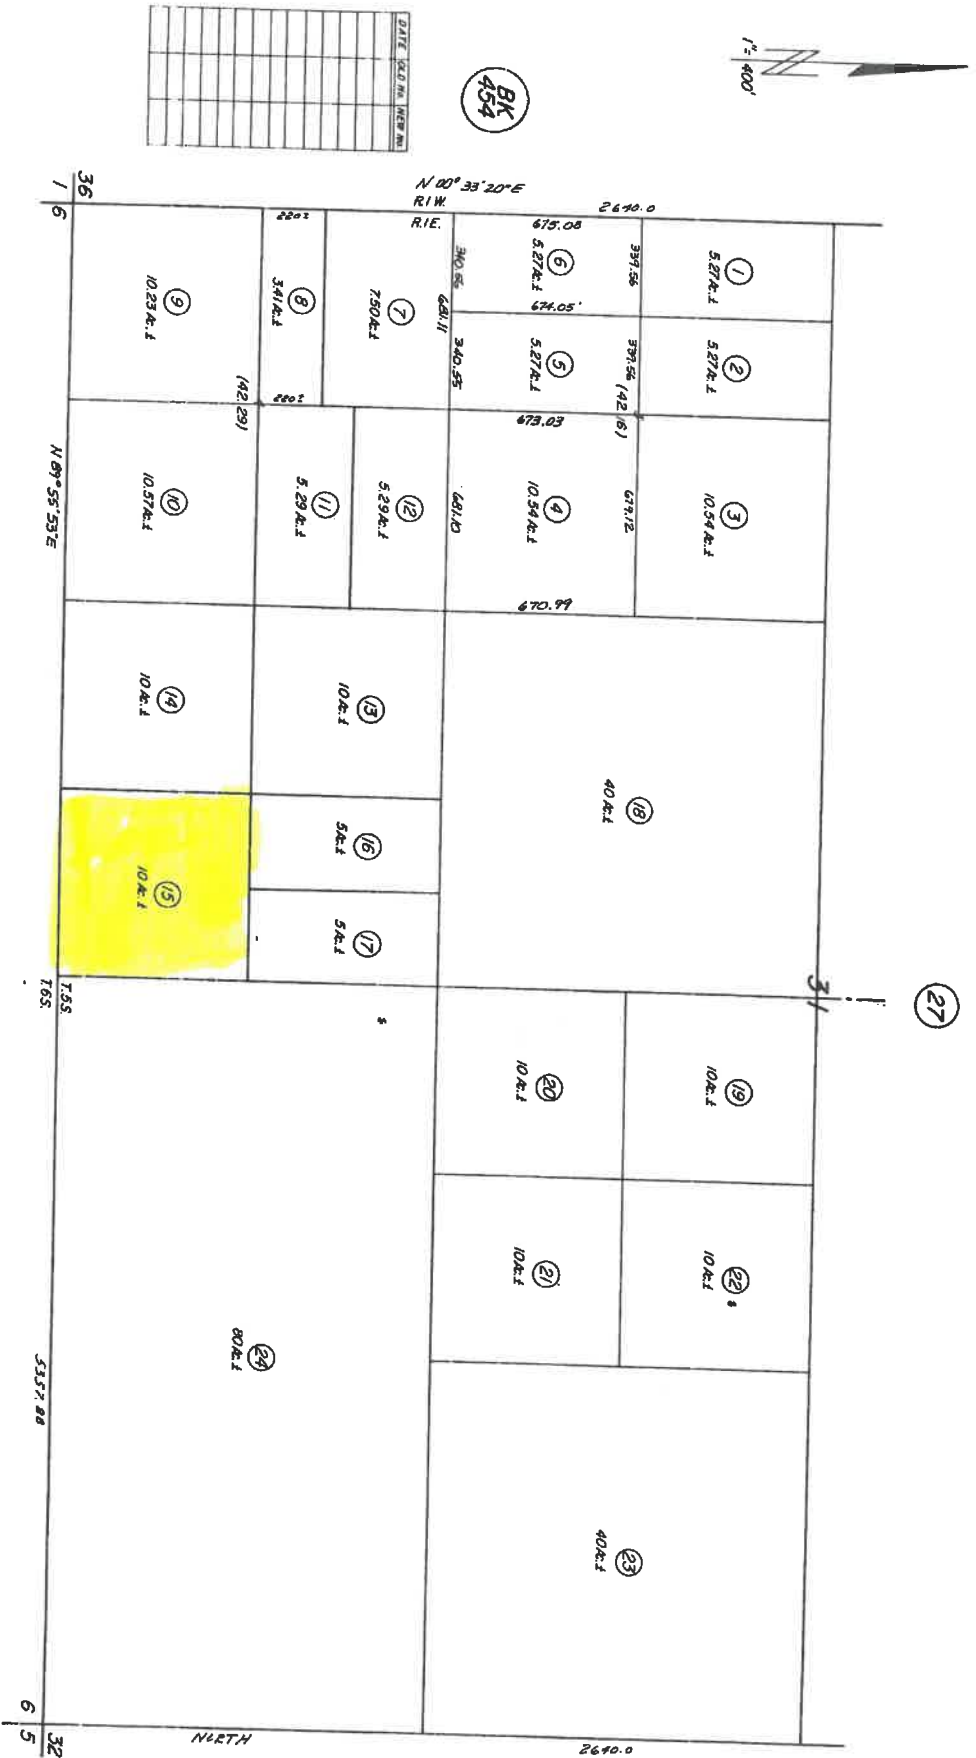 1"= 400'
BK
454
DATE OLD No. NEW No.
27
36
1
6
N 00° 33' 20" E
R.1W.
R.1E.
2640.0
31
1
5.27 Ac.±
2
5.27 Ac.±
3
10.54 Ac.±
339.56
339.56
(42.16)
679.12
675.08
6
5.27 Ac.±
674.05'
5
5.27 Ac.±
673.03
4
10.54 Ac.±
670.99
340.56
681.11
340.55
681.10
7
7.50 Ac.±
8
3.41 Ac.±
220±
220±
12
5.29 Ac.±
11
5.29 Ac.±
(42.29)
9
10.23 Ac.±
10
10.57 Ac.±
13
10 Ac.±
14
10 Ac.±
15
10 Ac.±
16
5 Ac.±
17
5 Ac.±
18
40 Ac.±
19
10 Ac.±
20
10 Ac.±
21
10 Ac.±
22
10 Ac.±
23
40 Ac.±
24
80 Ac.±
N 89° 55' 53" E
T.5S.
T.6S.
5357.88
NORTH
2640.0
32
6
5